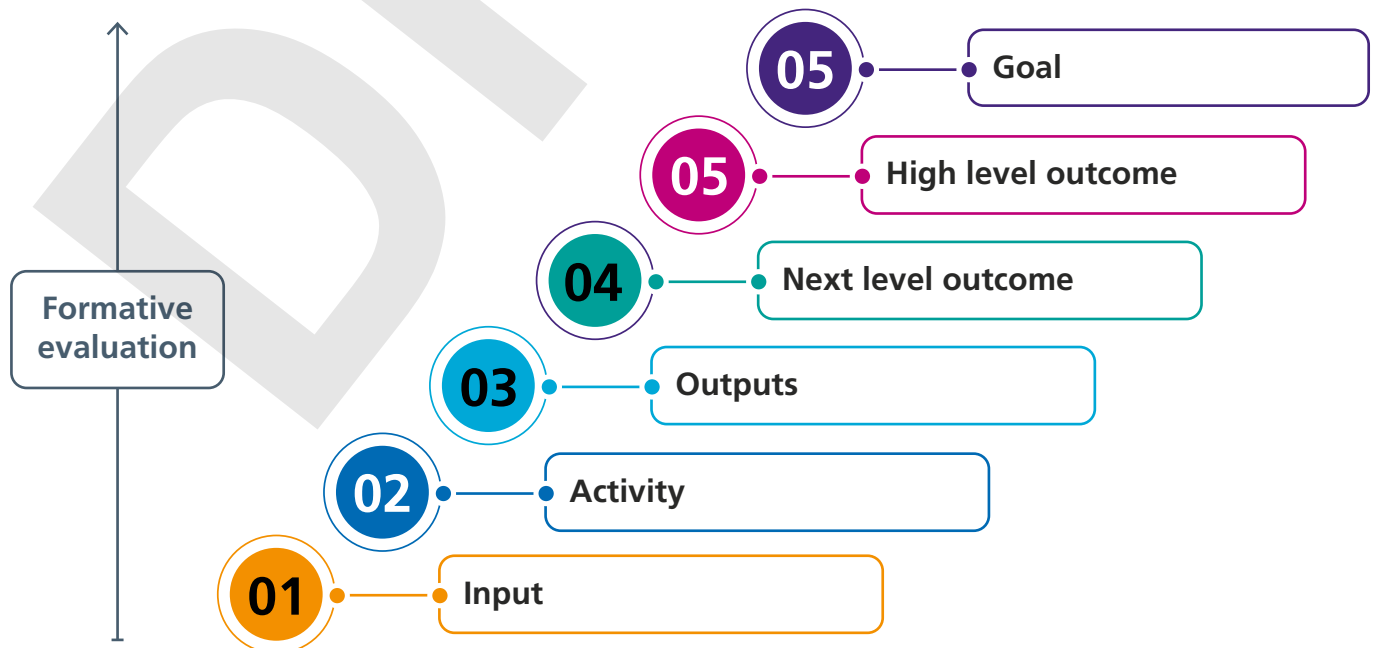 05
Goal
05
High level outcome
04
Next level outcome
Formative
evaluation
03
Outputs
02
Activity
01
Input